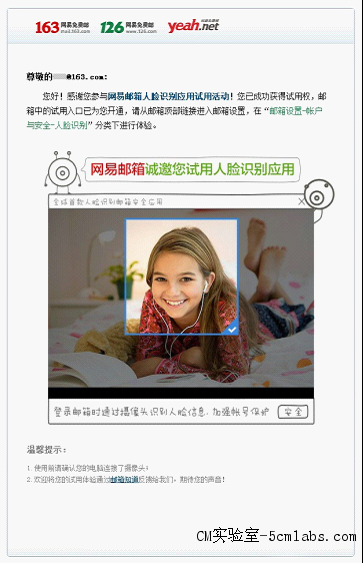 163 网易免费邮 mail.163.com 126 网易免费邮 www.126.com yeah.net
尊敬的 @163.com:
您好!感谢您参与网易邮箱人脸识别应用试用活动!您已成功获得试用权,邮
箱中的试用入口已为您开通,请从邮箱顶部链接进入邮箱设置,在“邮箱设置-帐户
与安全-人脸识别”分类下进行体验。
网易邮箱诚邀您试用人脸识别应用
全球首款人脸识别邮箱安全应用
登录邮箱时通过摄像头识别人脸信息,加强帐号保护 安全
温馨提示:
1. 使用前请确认您的电脑连接了摄像头;
2. 欢迎将您的试用体验通过邮箱知道反馈给我们,期待您的声音!
CM实验室-5cmlabs.com